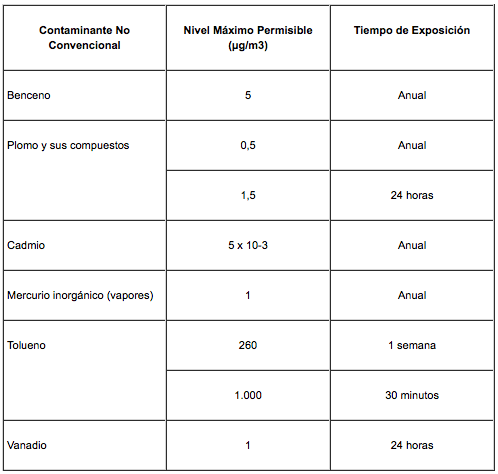 Contaminante No Convencional Nivel Máximo Permisible (µg/m3) Tiempo de Exposición
Benceno 5 Anual
Plomo y sus compuestos 0,5 Anual
1,5 24 horas
Cadmio 5 x 10-3 Anual
Mercurio inorgánico (vapores) 1 Anual
Tolueno 260 1 semana
1.000 30 minutos
Vanadio 1 24 horas